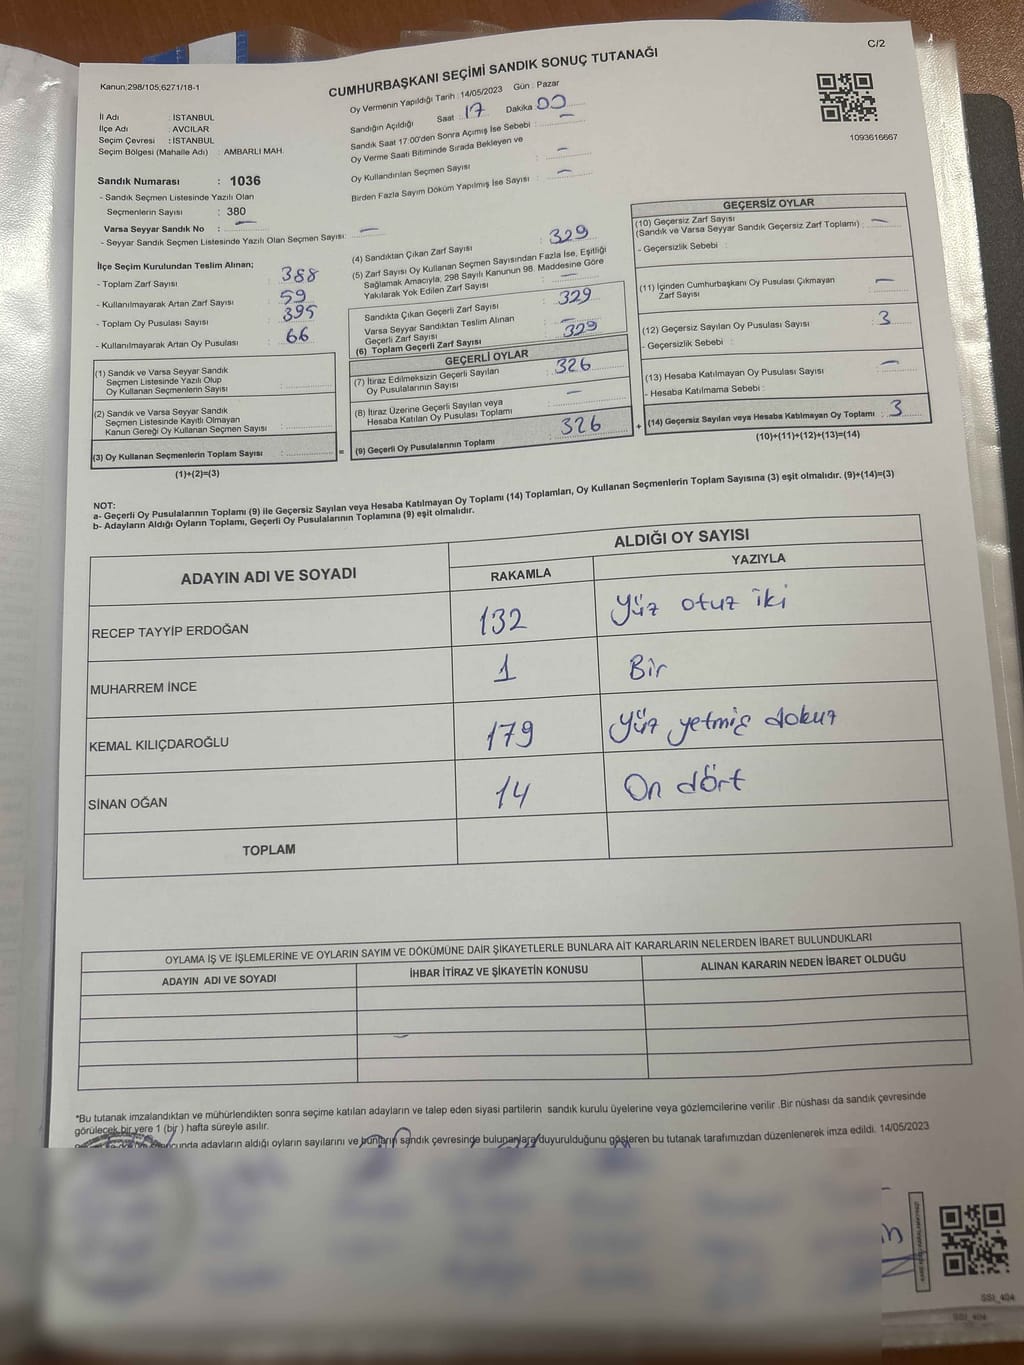 C/2
Kanun;298/105;6271/18-1
CUMHURBAŞKANI SEÇİMİ SANDIK SONUÇ TUTANAĞI
Oy Vermenin Yapıldığı Tarih : 14/05/2023 Gün : Pazar
Sandığın Açıldığı Saat : 17 Dakika : 00
Sandık Saat 17:00'den Sonra Açımış İse Sebebi : –
Oy Verme Saati Bitiminde Sırada Bekleyen ve
Oy Kullandırılan Seçmen Sayısı : –
Birden Fazla Sayım Döküm Yapılmış İse Sayısı : –
1093616667
İl Adı : İSTANBUL
İlçe Adı : AVCILAR
Seçim Çevresi : İSTANBUL
Seçim Bölgesi (Mahalle Adı) : AMBARLI MAH.
Sandık Numarası : 1036
- Sandık Seçmen Listesinde Yazılı Olan
Seçmenlerin Sayısı : 380
Varsa Seyyar Sandık No : –
- Seyyar Sandık Seçmen Listesinde Yazılı Olan Seçmen Sayısı: –
İlçe Seçim Kurulundan Teslim Alınan;
- Toplam Zarf Sayısı : 388
- Kullanılmayarak Artan Zarf Sayısı : 59
- Toplam Oy Pusulası Sayısı : 395
- Kullanılmayarak Artan Oy Pusulası : 66
(1) Sandık ve Varsa Seyyar Sandık
Seçmen Listesinde Yazılı Olup
Oy Kullanan Seçmenlerin Sayısı :
(2) Sandık ve Varsa Seyyar Sandık
Seçmen Listesinde Kayıtlı Olmayan
Kanun Gereği Oy Kullanan Seçmen Sayısı :
(3) Oy Kullanan Seçmenlerin Toplam Sayısı :
(1)+(2)=(3)
(4) Sandıktan Çıkan Zarf Sayısı : 329
(5) Zarf Sayısı Oy Kullanan Seçmen Sayısından Fazla İse, Eşitliği
Sağlamak Amacıyla, 298 Sayılı Kanunun 98. Maddesine Göre
Yakılarak Yok Edilen Zarf Sayısı : –
Sandıkta Çıkan Geçerli Zarf Sayısı : 329
Varsa Seyyar Sandıktan Teslim Alınan
Geçerli Zarf Sayısı : –
(6) Toplam Geçerli Zarf Sayısı : 329
GEÇERLİ OYLAR
(7) İtiraz Edilmeksizin Geçerli Sayılan
Oy Pusulalarının Sayısı : 326
(8) İtiraz Üzerine Geçerli Sayılan veya
Hesaba Katılan Oy Pusulası Toplamı : –
(9) Geçerli Oy Pusulalarının Toplamı : 326
=
+
GEÇERSİZ OYLAR
(10) Geçersiz Zarf Sayısı
(Sandık ve Varsa Seyyar Sandık Geçersiz Zarf Toplamı) : –
- Geçersizlik Sebebi :
(11) İçinden Cumhurbaşkanı Oy Pusulası Çıkmayan
Zarf Sayısı : –
(12) Geçersiz Sayılan Oy Pusulası Sayısı : 3
- Geçersizlik Sebebi :
(13) Hesaba Katılmayan Oy Pusulası Sayısı : –
- Hesaba Katılmama Sebebi :
(14) Geçersiz Sayılan veya Hesaba Katılmayan Oy Toplamı : 3
(10)+(11)+(12)+(13)=(14)
NOT:
a- Geçerli Oy Pusulalarının Toplamı (9) ile Geçersiz Sayılan veya Hesaba Katılmayan Oy Toplamı (14) Toplamları, Oy Kullanan Seçmenlerin Toplam Sayısına (3) eşit olmalıdır. (9)+(14)=(3)
b- Adayların Aldığı Oyların Toplamı, Geçerli Oy Pusulalarının Toplamına (9) eşit olmalıdır.
ADAYIN ADI VE SOYADI
ALDIĞI OY SAYISI
RAKAMLA YAZIYLA
RECEP TAYYİP ERDOĞAN 132 Yüz otuz iki
MUHARREM İNCE 1 Bir
KEMAL KILIÇDAROĞLU 179 Yüz yetmiş dokuz
SİNAN OĞAN 14 On dört
TOPLAM
OYLAMA İŞ VE İŞLEMLERİNE VE OYLARIN SAYIM VE DÖKÜMÜNE DAİR ŞİKAYETLERLE BUNLARA AİT KARARLARIN NELERDEN İBARET BULUNDUKLARI
ADAYIN ADI VE SOYADI İHBAR İTİRAZ VE ŞİKAYETİN KONUSU ALINAN KARARIN NEDEN İBARET OLDUĞU
*Bu tutanak imzalandıktan ve mühürlendikten sonra seçime katılan adayların ve talep eden siyasi partilerin sandık kurulu üyelerine veya gözlemcilerine verilir .Bir nüshası da sandık çevresinde
görülecek bir yere 1 (bir ) hafta süreyle asılır.
adayların aldığı oyların sayılarını ve bunların sandık çevresinde bulunanlara duyurulduğunu gösteren bu tutanak tarafımızdan düzenlenerek imza edildi. 14/05/2023
SSI_404
SSI_404